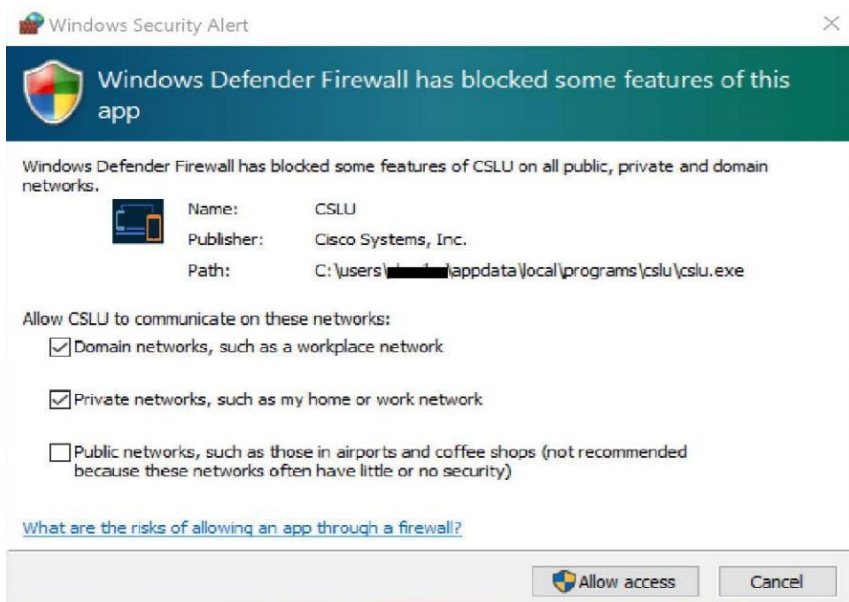 Windows Security Alert
Windows Defender Firewall has blocked some features of this
app
Windows Defender Firewall has blocked some features of CSLU on all public, private and domain
networks.
Name: CSLU
Publisher: Cisco Systems, Inc.
Path: C:\users\ \appdata\local\programs\cslu\cslu.exe
Allow CSLU to communicate on these networks:
Domain networks, such as a workplace network
Private networks, such as my home or work network
Public networks, such as those in airports and coffee shops (not recommended
because these networks often have little or no security)
What are the risks of allowing an app through a firewall?
Allow access Cancel